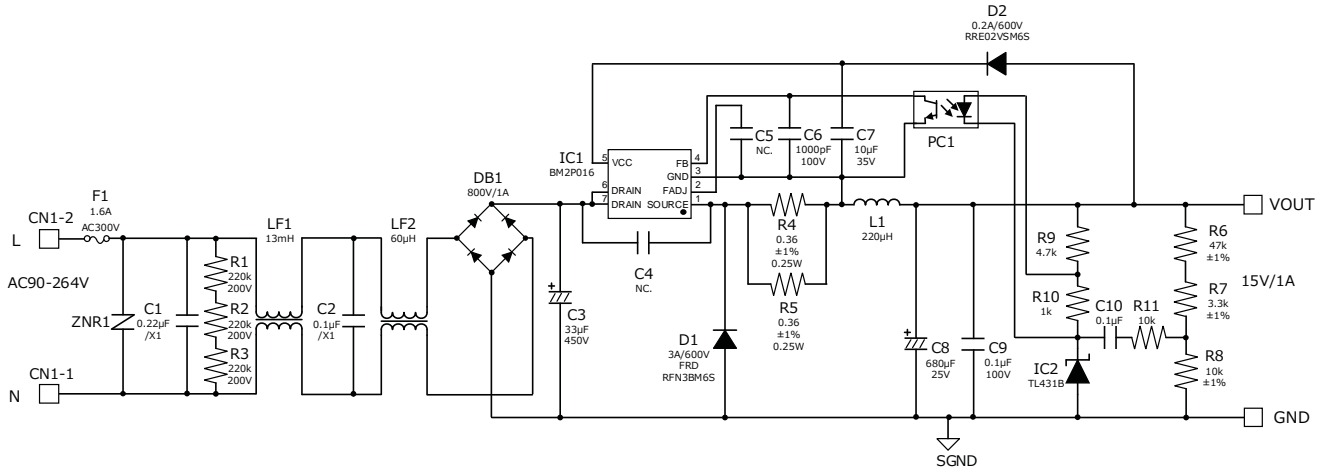 D2
0.2A/600V
RRE02VSM6S
PC1
C5
NC.
C6
1000pF
100V
C7
10µF
35V
IC1
BM2P016
5 VCC
6 DRAIN
7 DRAIN
FB 4
GND 3
FADJ 2
SOURCE 1
DB1
800V/1A
F1
1.6A
AC300V
CN1-2
L
AC90-264V
CN1-1
N
ZNR1
C1
0.22µF
/X1
R1
220k
200V
R2
220k
200V
R3
220k
200V
LF1
13mH
C2
0.1µF
/X1
LF2
60µH
C3
33µF
450V
C4
NC.
R4
0.36
±1%
0.25W
R5
0.36
±1%
0.25W
D1
3A/600V
FRD
RFN3BM6S
L1
220µH
C8
680µF
25V
C9
0.1µF
100V
R9
4.7k
R10
1k
C10
0.1µF
R11
10k
IC2
TL431B
R6
47k
±1%
R7
3.3k
±1%
R8
10k
±1%
VOUT
15V/1A
GND
SGND